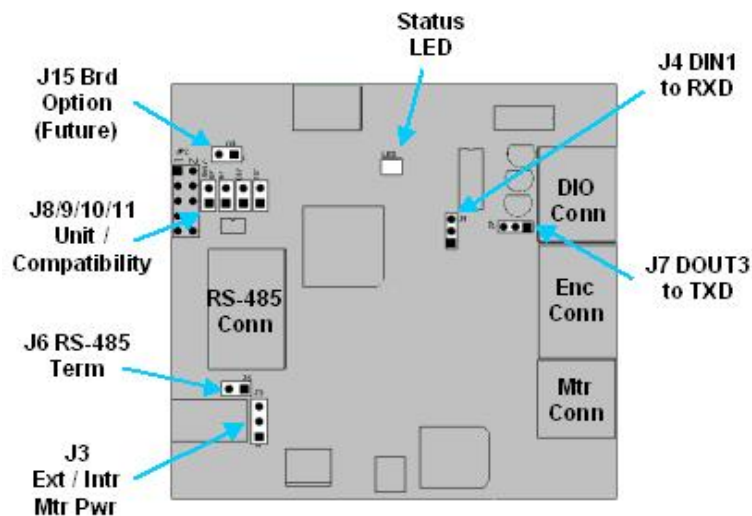 Status
LED
J15 Brd
Option
(Future)
J4 DIN1
to RXD
DIO
Conn
J8/9/10/11
Unit /
Compatibility
J7 DOUT3
to TXD
RS-485
Conn
Enc
Conn
J6 RS-485
Term
Mtr
Conn
J3
Ext / Intr
Mtr Pwr